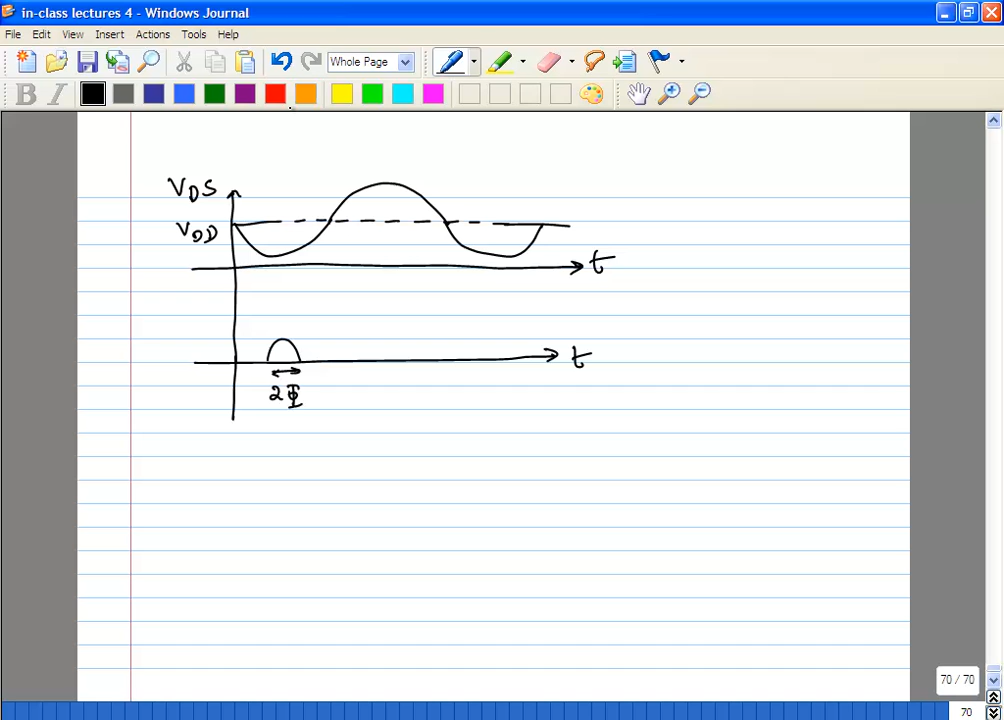 in-class lectures 4 - Windows Journal
File Edit View Insert Actions Tools Help
Whole Page
B I
VDS
VDD
t
t
2Φ
70 / 70
70